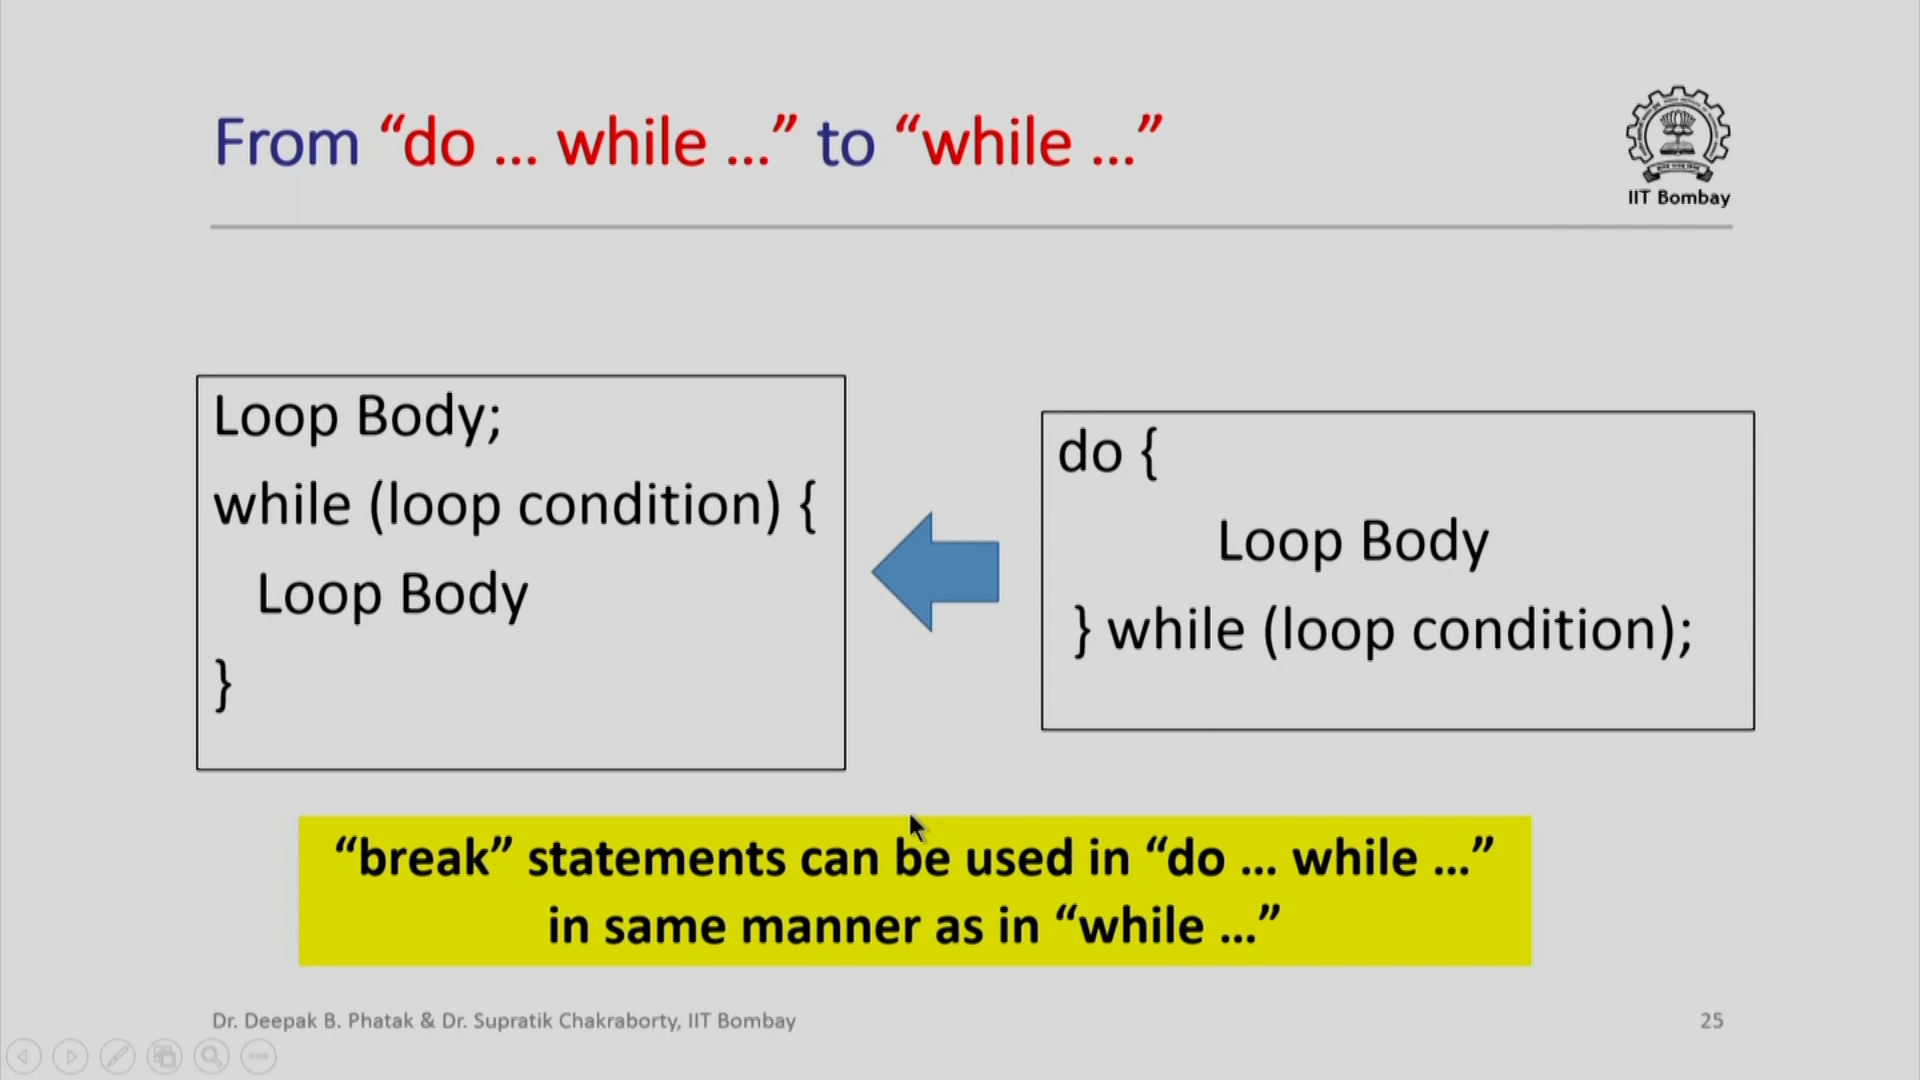 From “do ... while ...” to “while ...”
IIT Bombay
Loop Body;
while (loop condition) {
Loop Body
}
do {
Loop Body
} while (loop condition);
“break” statements can be used in “do ... while ...”
in same manner as in “while ...”
Dr. Deepak B. Phatak & Dr. Supratik Chakraborty, IIT Bombay
25